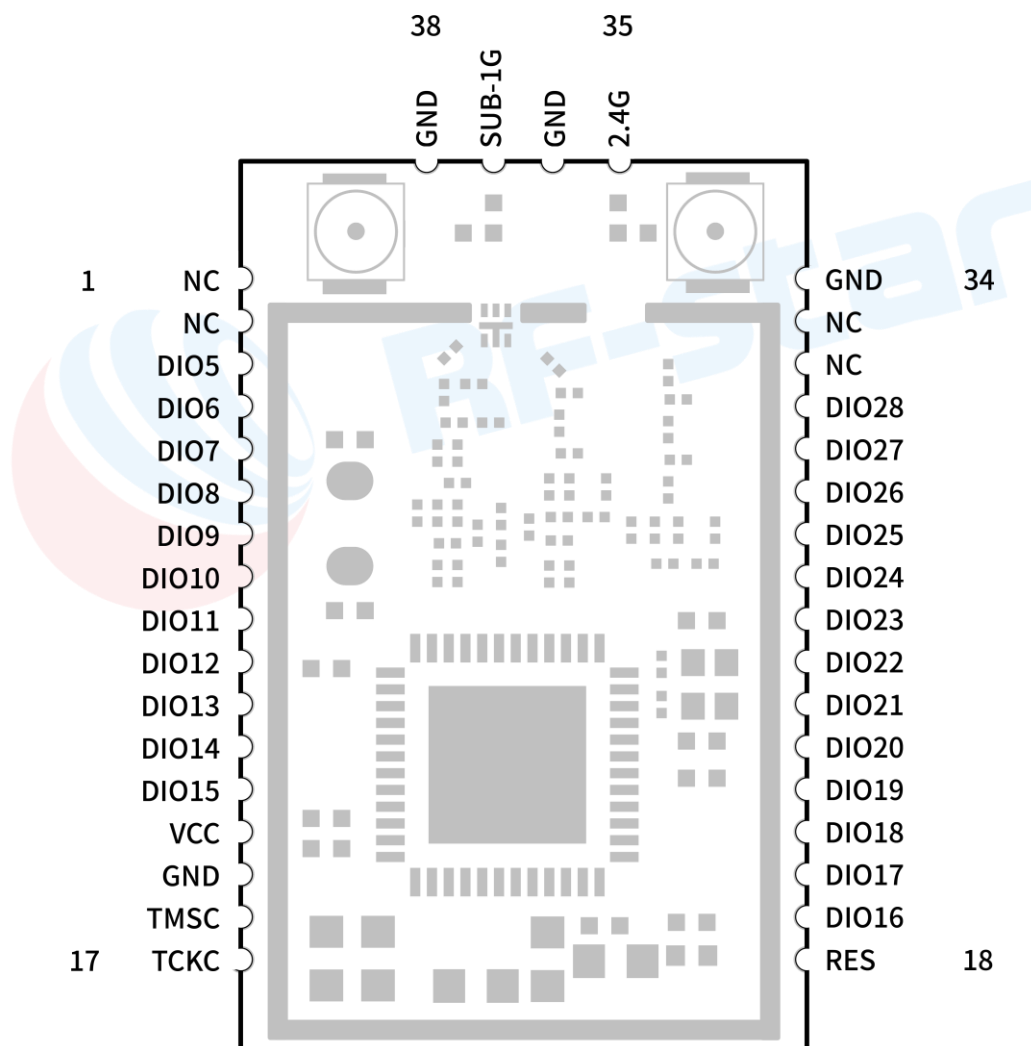 38 35
GND SUB-1G GND 2.4G
1 NC GND 34
NC NC
DIO5 NC
DIO6 DIO28
DIO7 DIO27
DIO8 DIO26
DIO9 DIO25
DIO10 DIO24
DIO11 DIO23
DIO12 DIO22
DIO13 DIO21
DIO14 DIO20
DIO15 DIO19
VCC DIO18
GND DIO17
TMSC DIO16
17 TCKC RES 18
RF-star